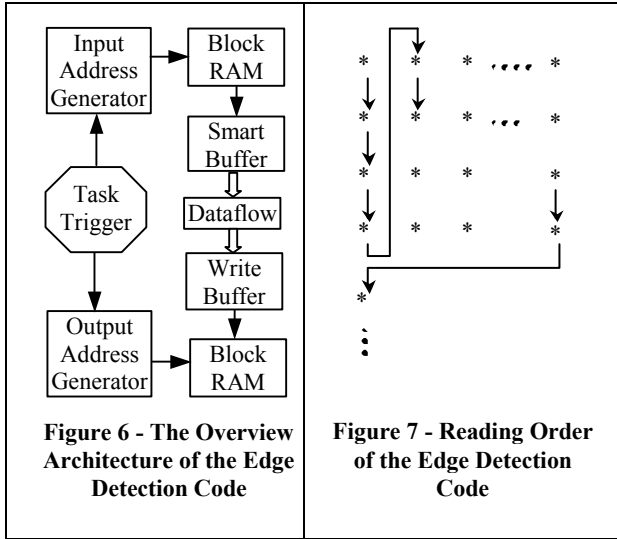 Input
Address
Generator
Block
RAM
Smart
Buffer
Task
Trigger
Dataflow
Write
Buffer
Output
Address
Generator
Block
RAM
Figure 6 - The Overview
Architecture of the Edge
Detection Code
* * * .... *
* * * ... *
* * * *
* * * *
*
Figure 7 - Reading Order
of the Edge Detection
Code